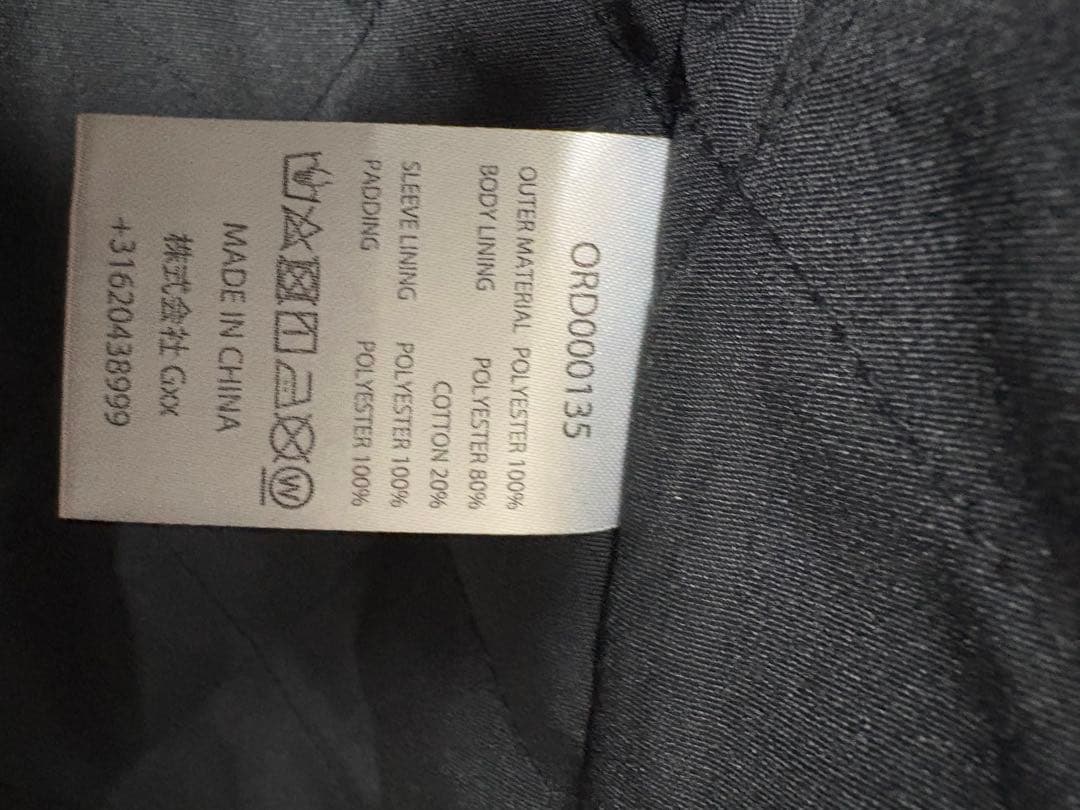 ORD000135
OUTER MATERIAL POLYESTER 100%
BODY LINING POLYESTER 80%
COTTON 20%
SLEEVE LINING POLYESTER 100%
PADDING POLYESTER 100%
W
MADE IN CHINA
株式会社 Gxx
+31620438999